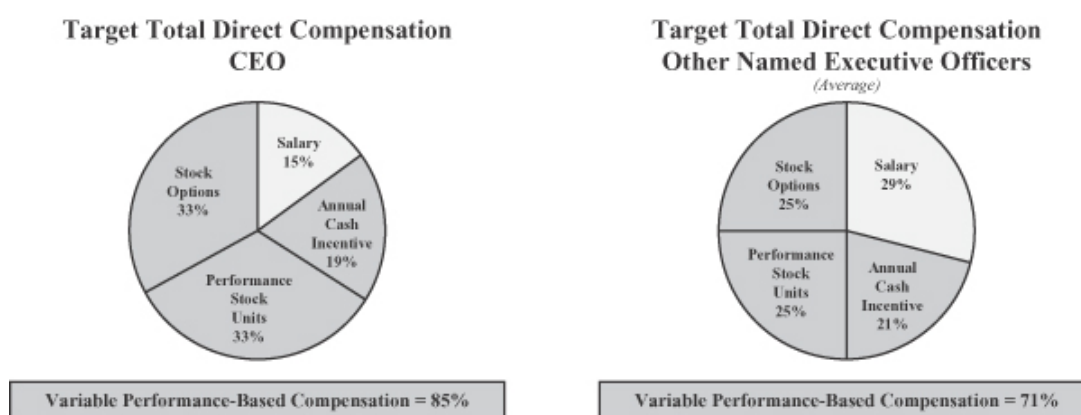 Target Total Direct Compensation
CEO
Salary
15%
Annual
Cash
Incentive
19%
Performance
Stock
Units
33%
Stock
Options
33%
Variable Performance-Based Compensation = 85%
Target Total Direct Compensation
Other Named Executive Officers
(Average)
Salary
29%
Annual
Cash
Incentive
21%
Performance
Stock
Units
25%
Stock
Options
25%
Variable Performance-Based Compensation = 71%